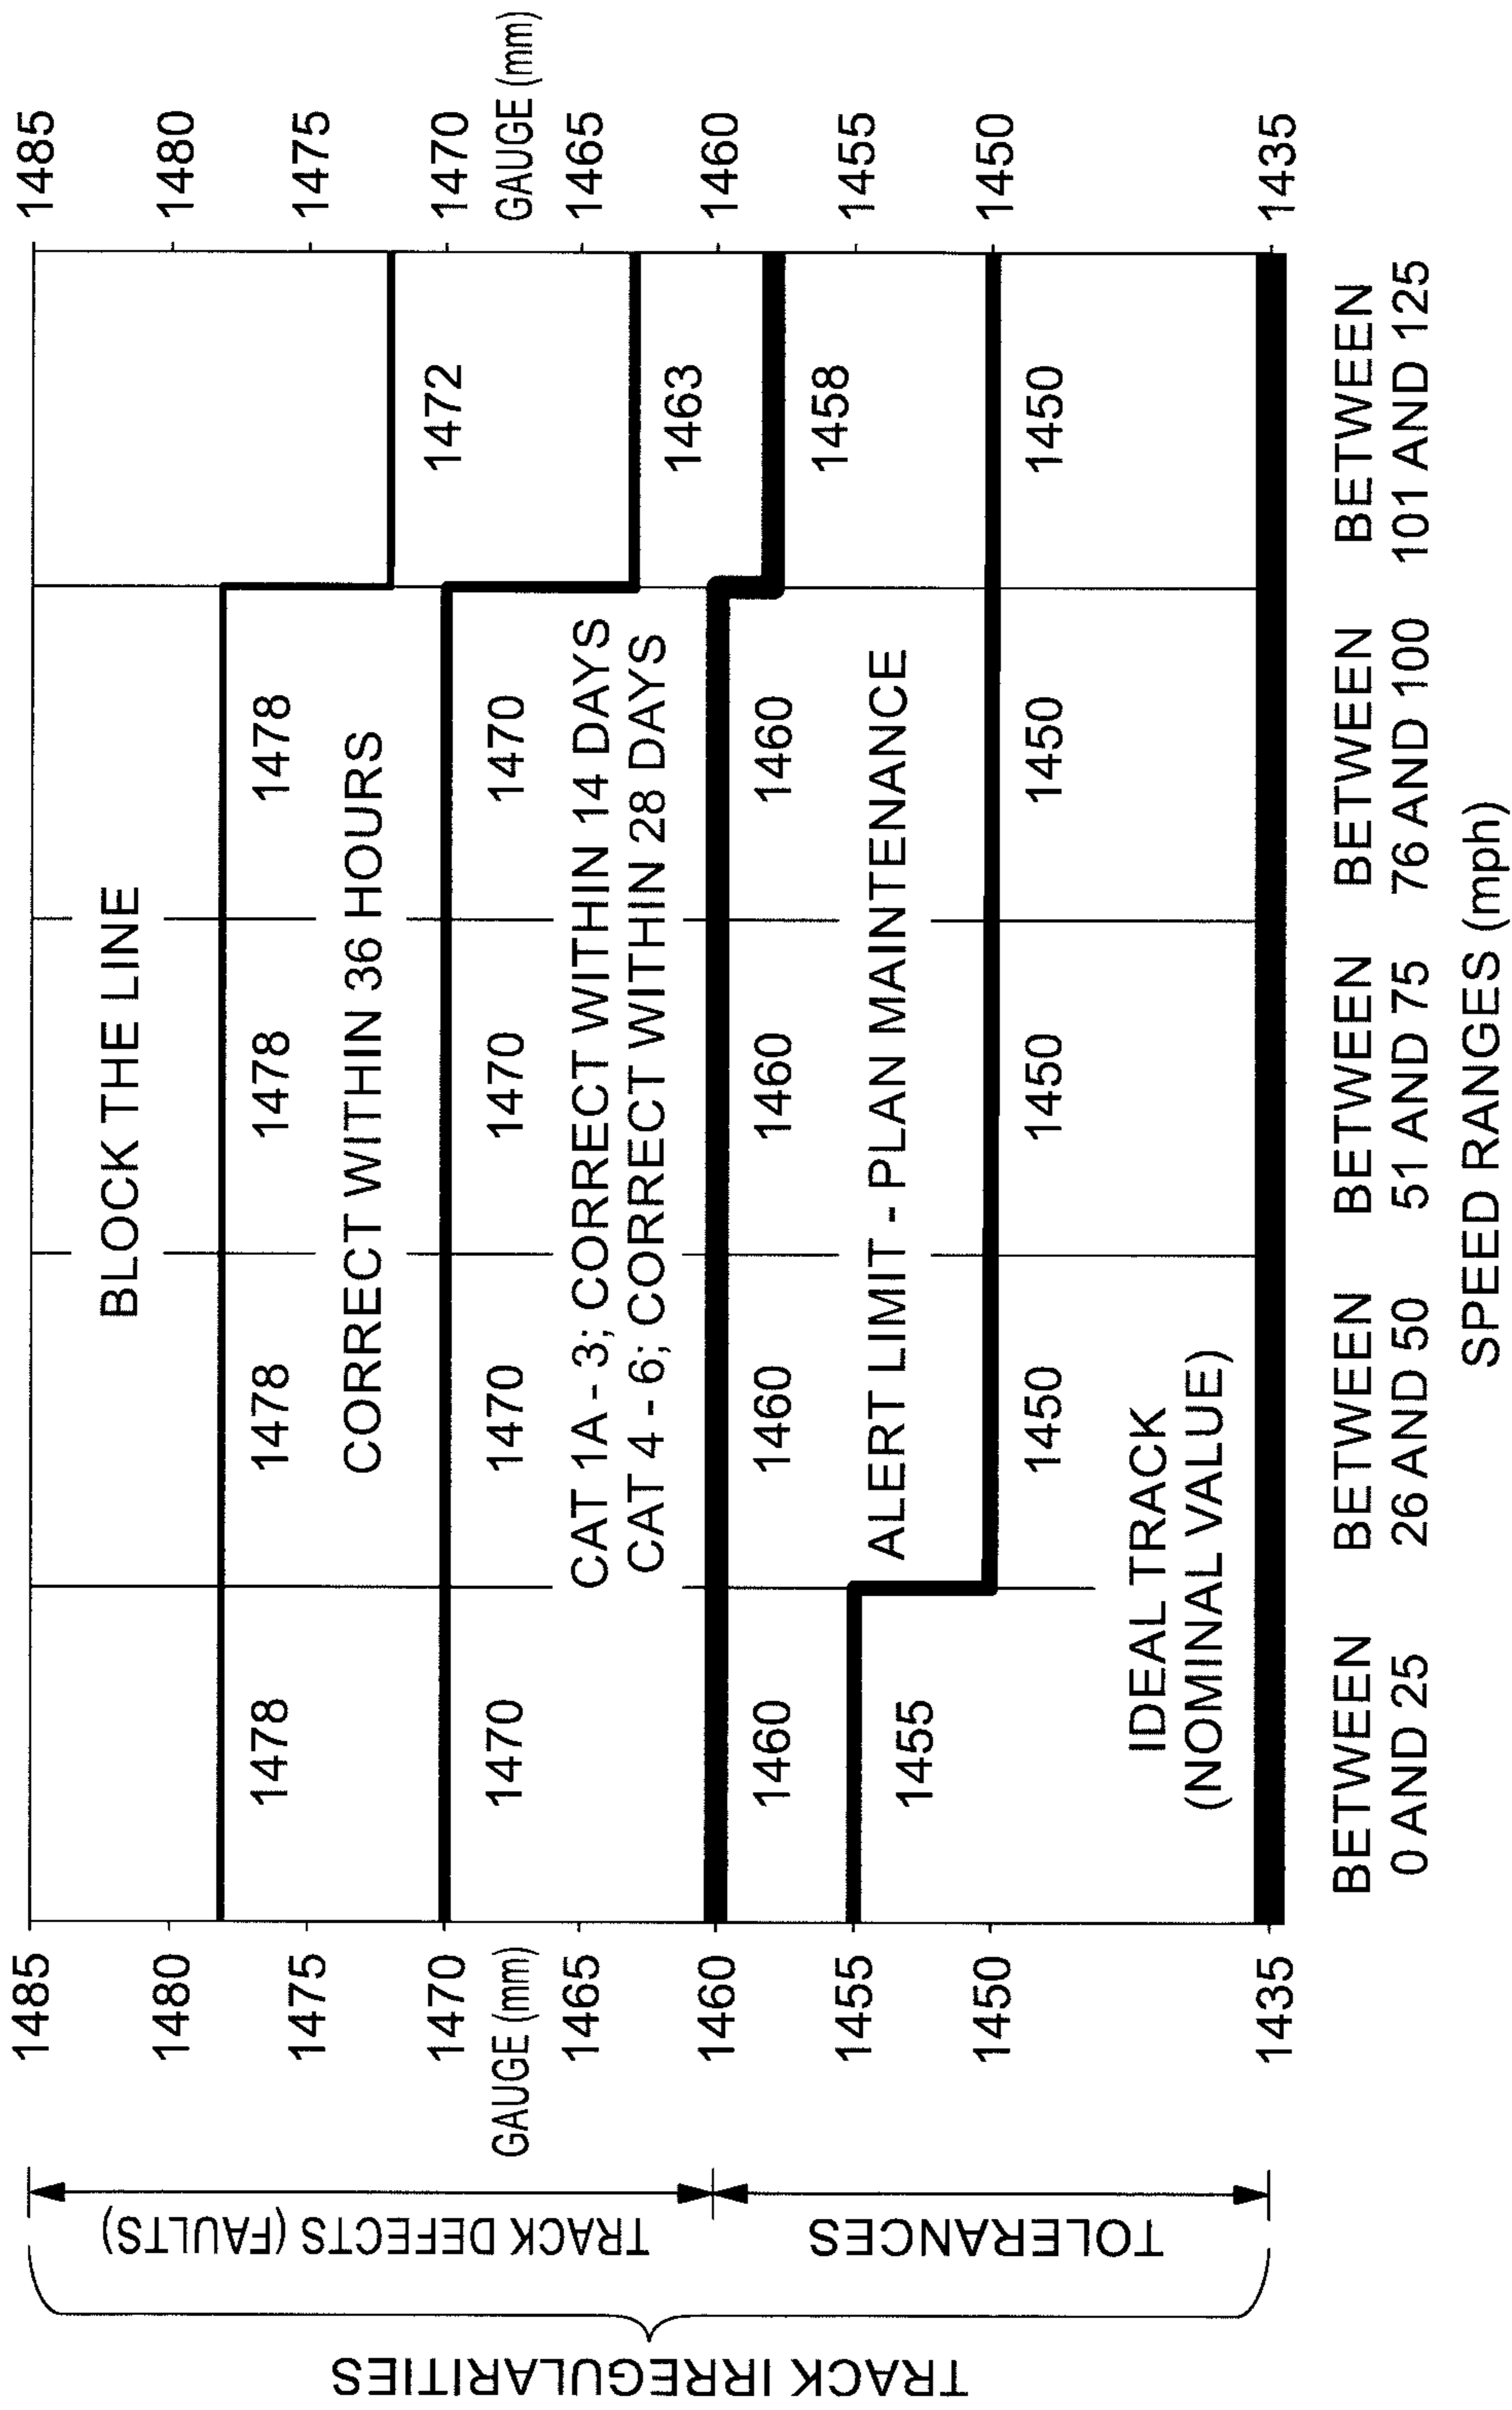 TRACK IRREGULARITIES
TRACK DEFECTS (FAULTS)
TOLERANCES
GAUGE (mm)
1485
1480
1475
1470
1465
1460
1455
1450
1435
BLOCK THE LINE
1478
1478
1478
1478
1472
CORRECT WITHIN 36 HOURS
1470
1470
1470
1470
1463
CAT 1A - 3; CORRECT WITHIN 14 DAYS
CAT 4 - 6; CORRECT WITHIN 28 DAYS
1460
1460
1460
1460
1458
ALERT LIMIT - PLAN MAINTENANCE
1455
1450
1450
1450
1450
IDEAL TRACK
(NOMINAL VALUE)
1485
1480
1475
1470
GAUGE (mm)
1465
1460
1455
1450
1435
BETWEEN
0 AND 25
BETWEEN
26 AND 50
BETWEEN
51 AND 75
BETWEEN
76 AND 100
BETWEEN
101 AND 125
SPEED RANGES (mph)